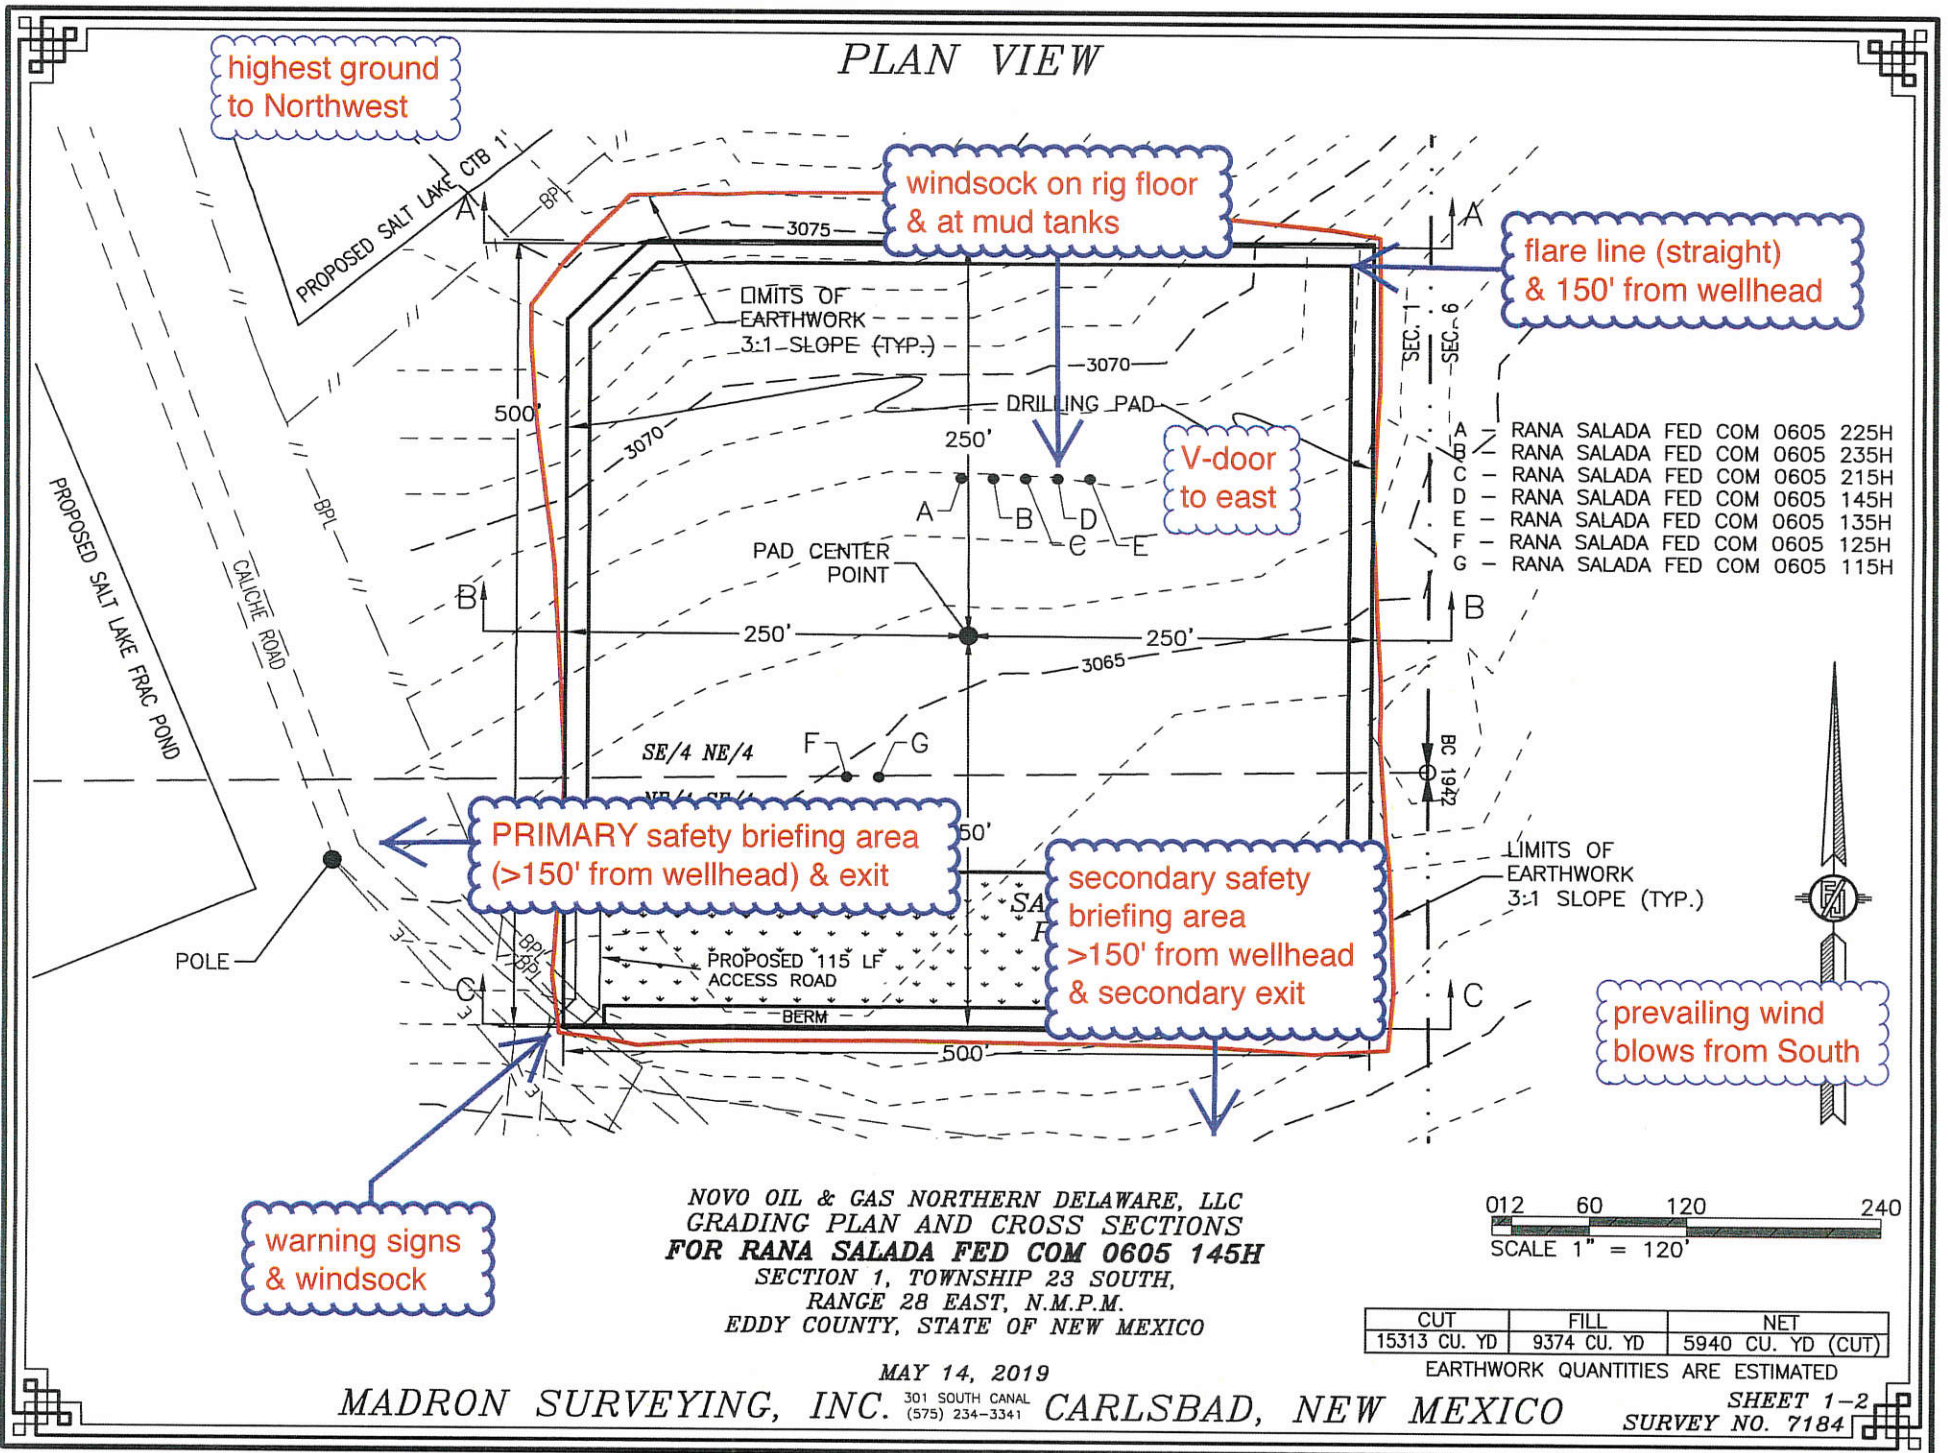 PLAN VIEW
highest ground
to Northwest
windsock on rig floor
& at mud tanks
flare line (straight)
& 150' from wellhead
PROPOSED SALT LAKE CTB 1
BPL
A
A
3075
LIMITS OF
EARTHWORK
3:1 SLOPE (TYP.)
SEC. 1
SEC. 6
3070
500'
DRILLING PAD
250'
3070
V-door
to east
A – RANA SALADA FED COM 0605 225H
B – RANA SALADA FED COM 0605 235H
C – RANA SALADA FED COM 0605 215H
D – RANA SALADA FED COM 0605 145H
E – RANA SALADA FED COM 0605 135H
F – RANA SALADA FED COM 0605 125H
G – RANA SALADA FED COM 0605 115H
A B C D E
PROPOSED SALT LAKE FRAC POND
CALICHE ROAD
BPL
PAD CENTER
POINT
B
B
250'
250'
3065
SE/4 NE/4
F G
BC 1942
PRIMARY safety briefing area
(>150' from wellhead) & exit
50'
secondary safety
briefing area
>150' from wellhead
& secondary exit
LIMITS OF
EARTHWORK
3:1 SLOPE (TYP.)
POLE
BPL
BPL
PROPOSED 115 LF
ACCESS ROAD
BERM
C
C
500'
prevailing wind
blows from South
warning signs
& windsock
NOVO OIL & GAS NORTHERN DELAWARE, LLC
GRADING PLAN AND CROSS SECTIONS
FOR RANA SALADA FED COM 0605 145H
SECTION 1, TOWNSHIP 23 SOUTH,
RANGE 28 EAST, N.M.P.M.
EDDY COUNTY, STATE OF NEW MEXICO
012 60 120 240
SCALE 1" = 120'
CUT FILL NET
15313 CU. YD 9374 CU. YD 5940 CU. YD (CUT)
EARTHWORK QUANTITIES ARE ESTIMATED
MAY 14, 2019
MADRON SURVEYING, INC. 301 SOUTH CANAL (575) 234-3341 CARLSBAD, NEW MEXICO
SHEET 1-2
SURVEY NO. 7184